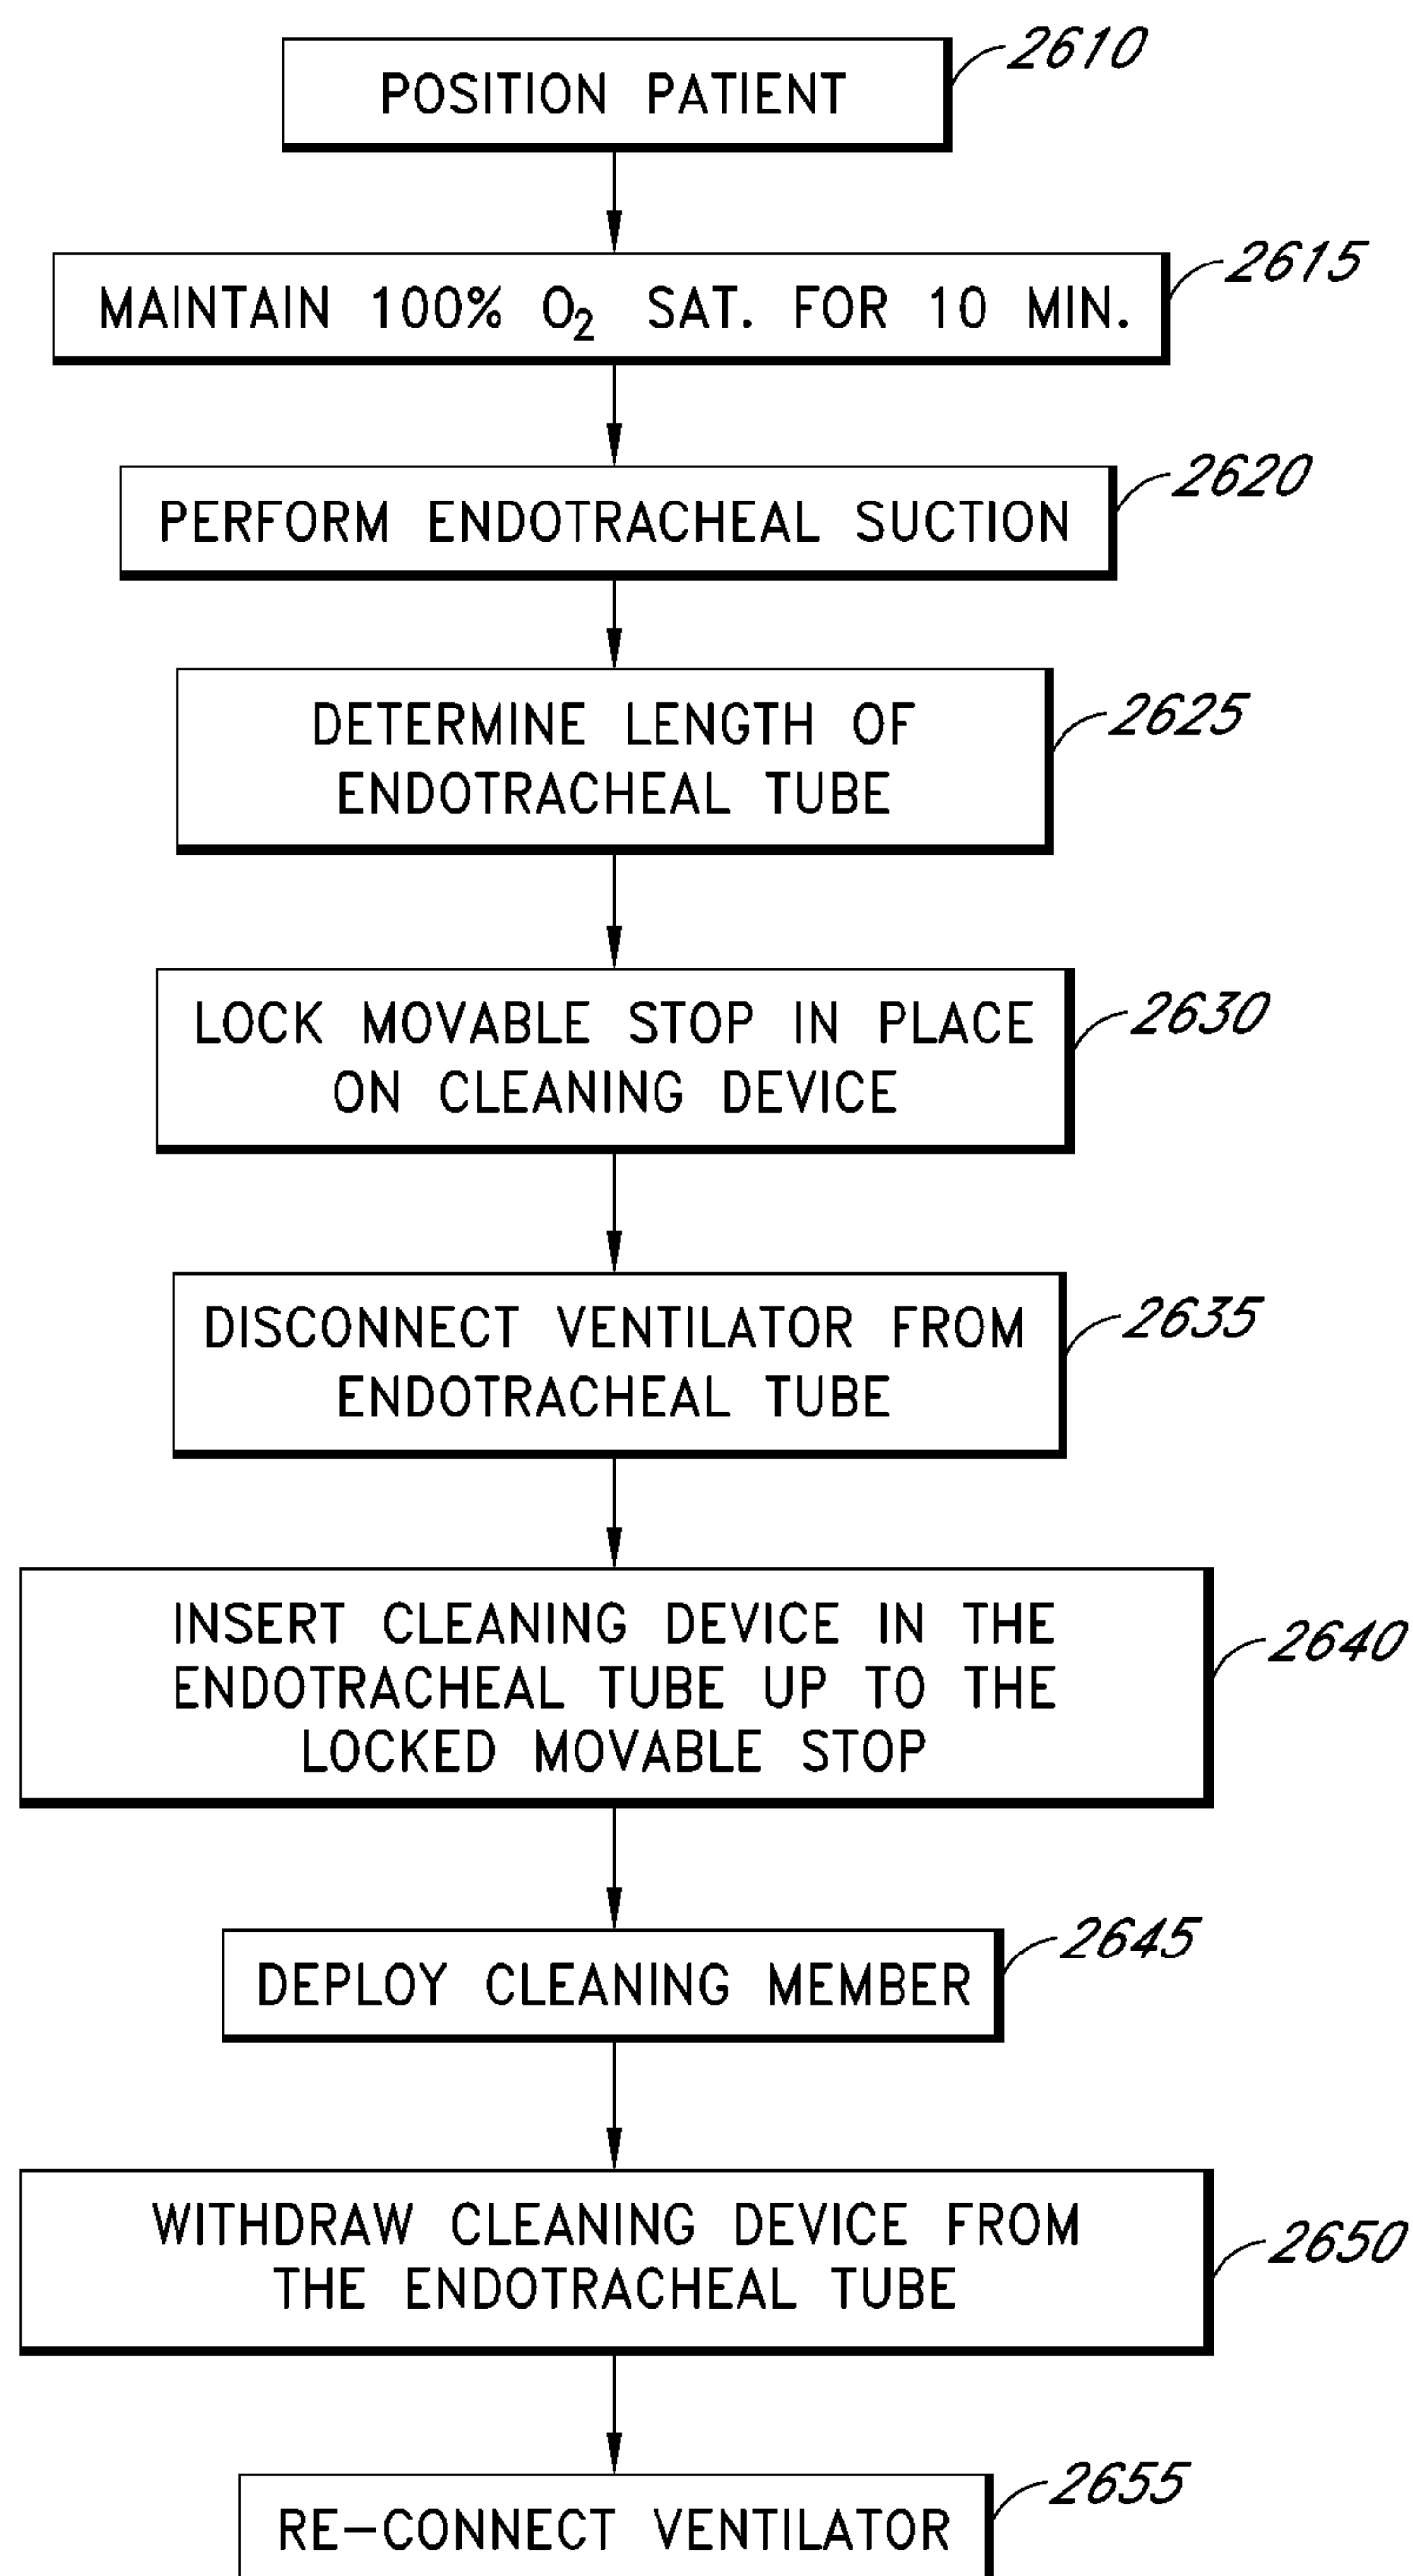 POSITION PATIENT
2610
MAINTAIN 100% O₂ SAT. FOR 10 MIN.
2615
PERFORM ENDOTRACHEAL SUCTION
2620
DETERMINE LENGTH OF
ENDOTRACHEAL TUBE
2625
LOCK MOVABLE STOP IN PLACE
ON CLEANING DEVICE
2630
DISCONNECT VENTILATOR FROM
ENDOTRACHEAL TUBE
2635
INSERT CLEANING DEVICE IN THE
ENDOTRACHEAL TUBE UP TO THE
LOCKED MOVABLE STOP
2640
DEPLOY CLEANING MEMBER
2645
WITHDRAW CLEANING DEVICE FROM
THE ENDOTRACHEAL TUBE
2650
RE-CONNECT VENTILATOR
2655